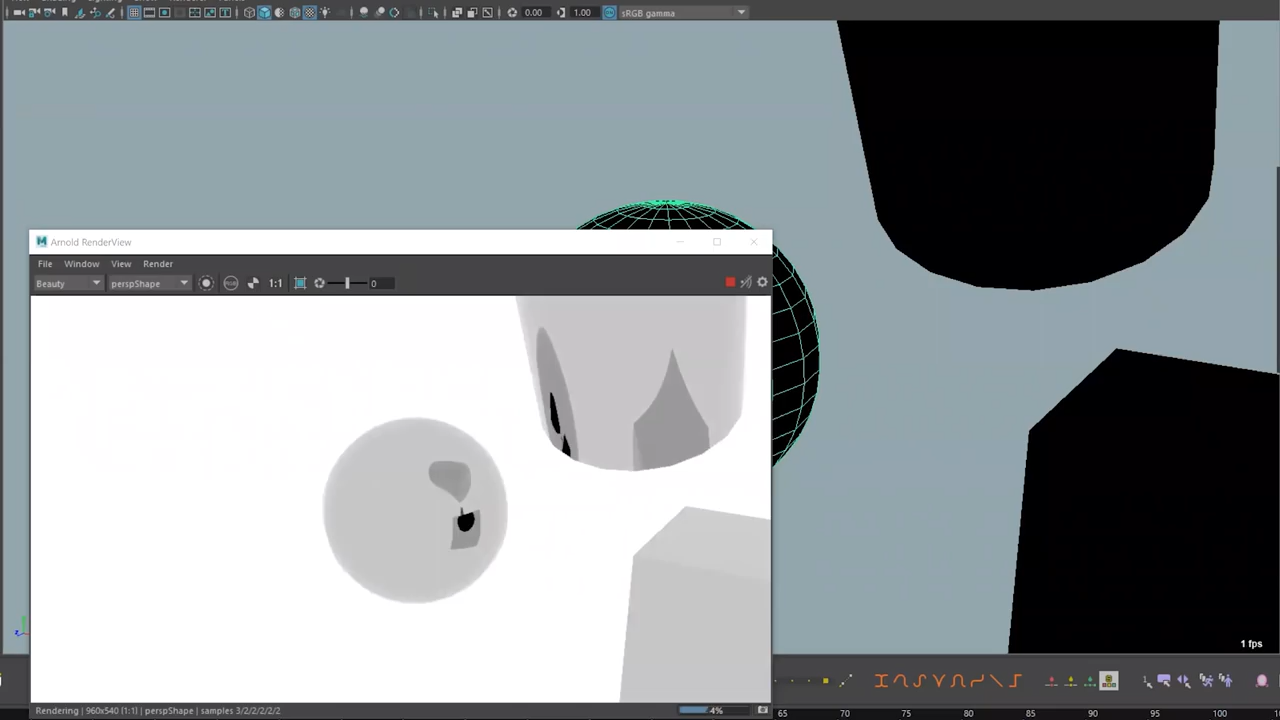 0.00 1.00 sRGB gamma
Arnold RenderView
File Window View Render
Beauty perspShape 1:1 0
1 fps
Rendering | 960x540 (1:1) | perspShape | samples 3/2/2/2/2/2 4%
65 70 75 80 85 90 95 100 105